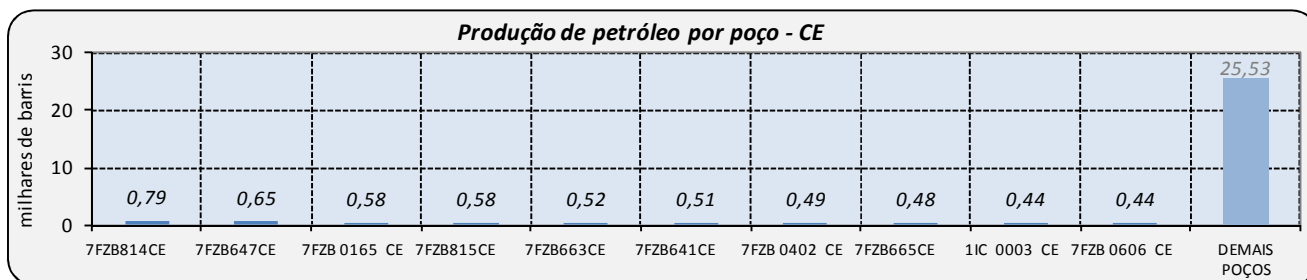 Produção de petróleo por poço - CE
milhares de barris
30
20
10
0
0,79 0,65 0,58 0,58 0,52 0,51 0,49 0,48 0,44 0,44 25,53
7FZB814CE 7FZB647CE 7FZB 0165 CE 7FZB815CE 7FZB663CE 7FZB641CE 7FZB 0402 CE 7FZB665CE 1IC 0003 CE 7FZB 0606 CE DEMAIS
POÇOS